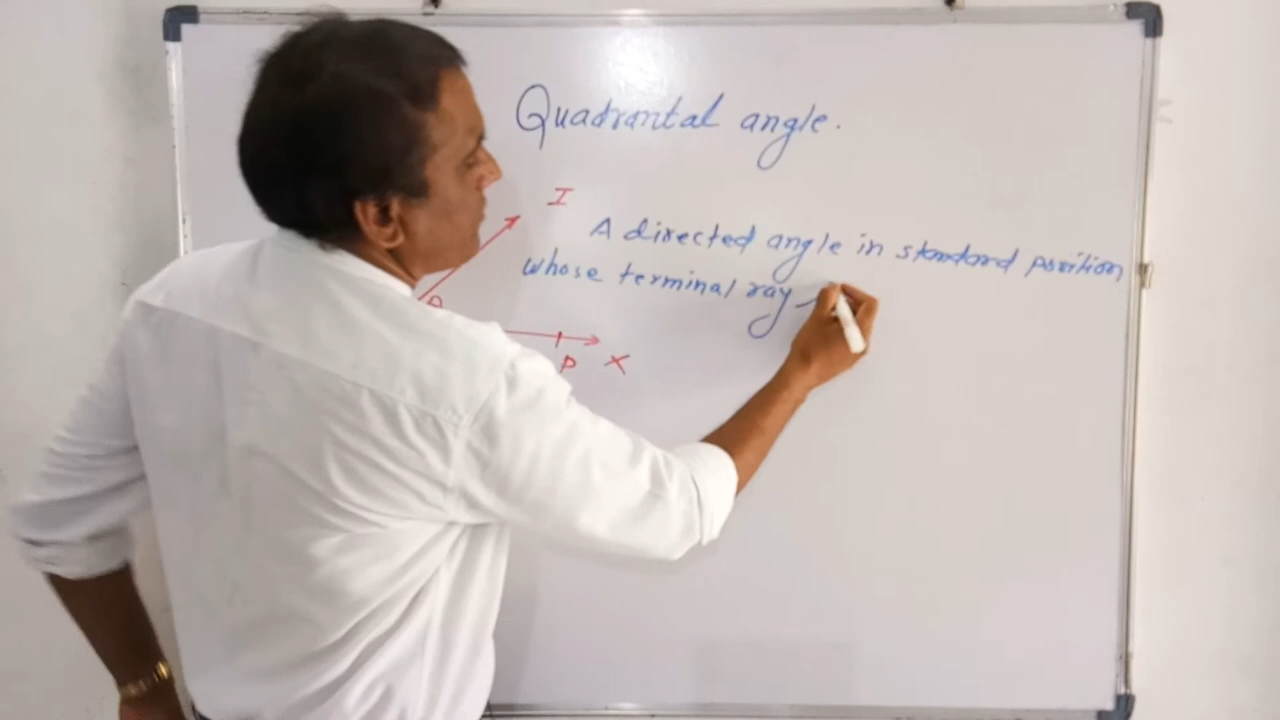 Quadrantal angle.
I
A directed angle in standard position
whose terminal ray
P X